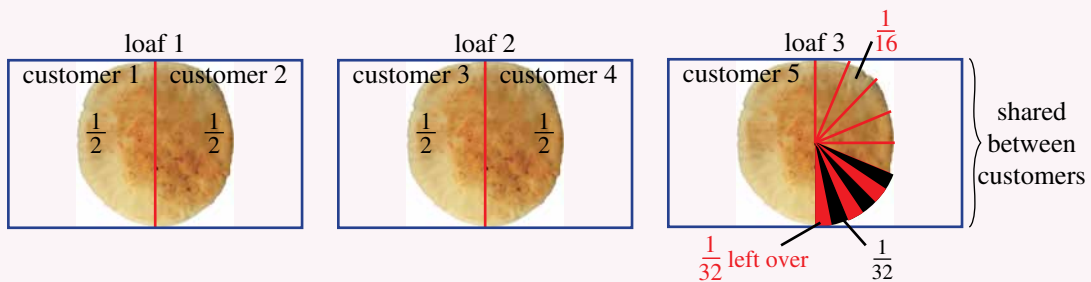 loaf 1
customer 1 customer 2
1/2 1/2
loaf 2
customer 3 customer 4
1/2 1/2
loaf 3
1/16
customer 5
shared
between
customers
1/32 left over
1/32